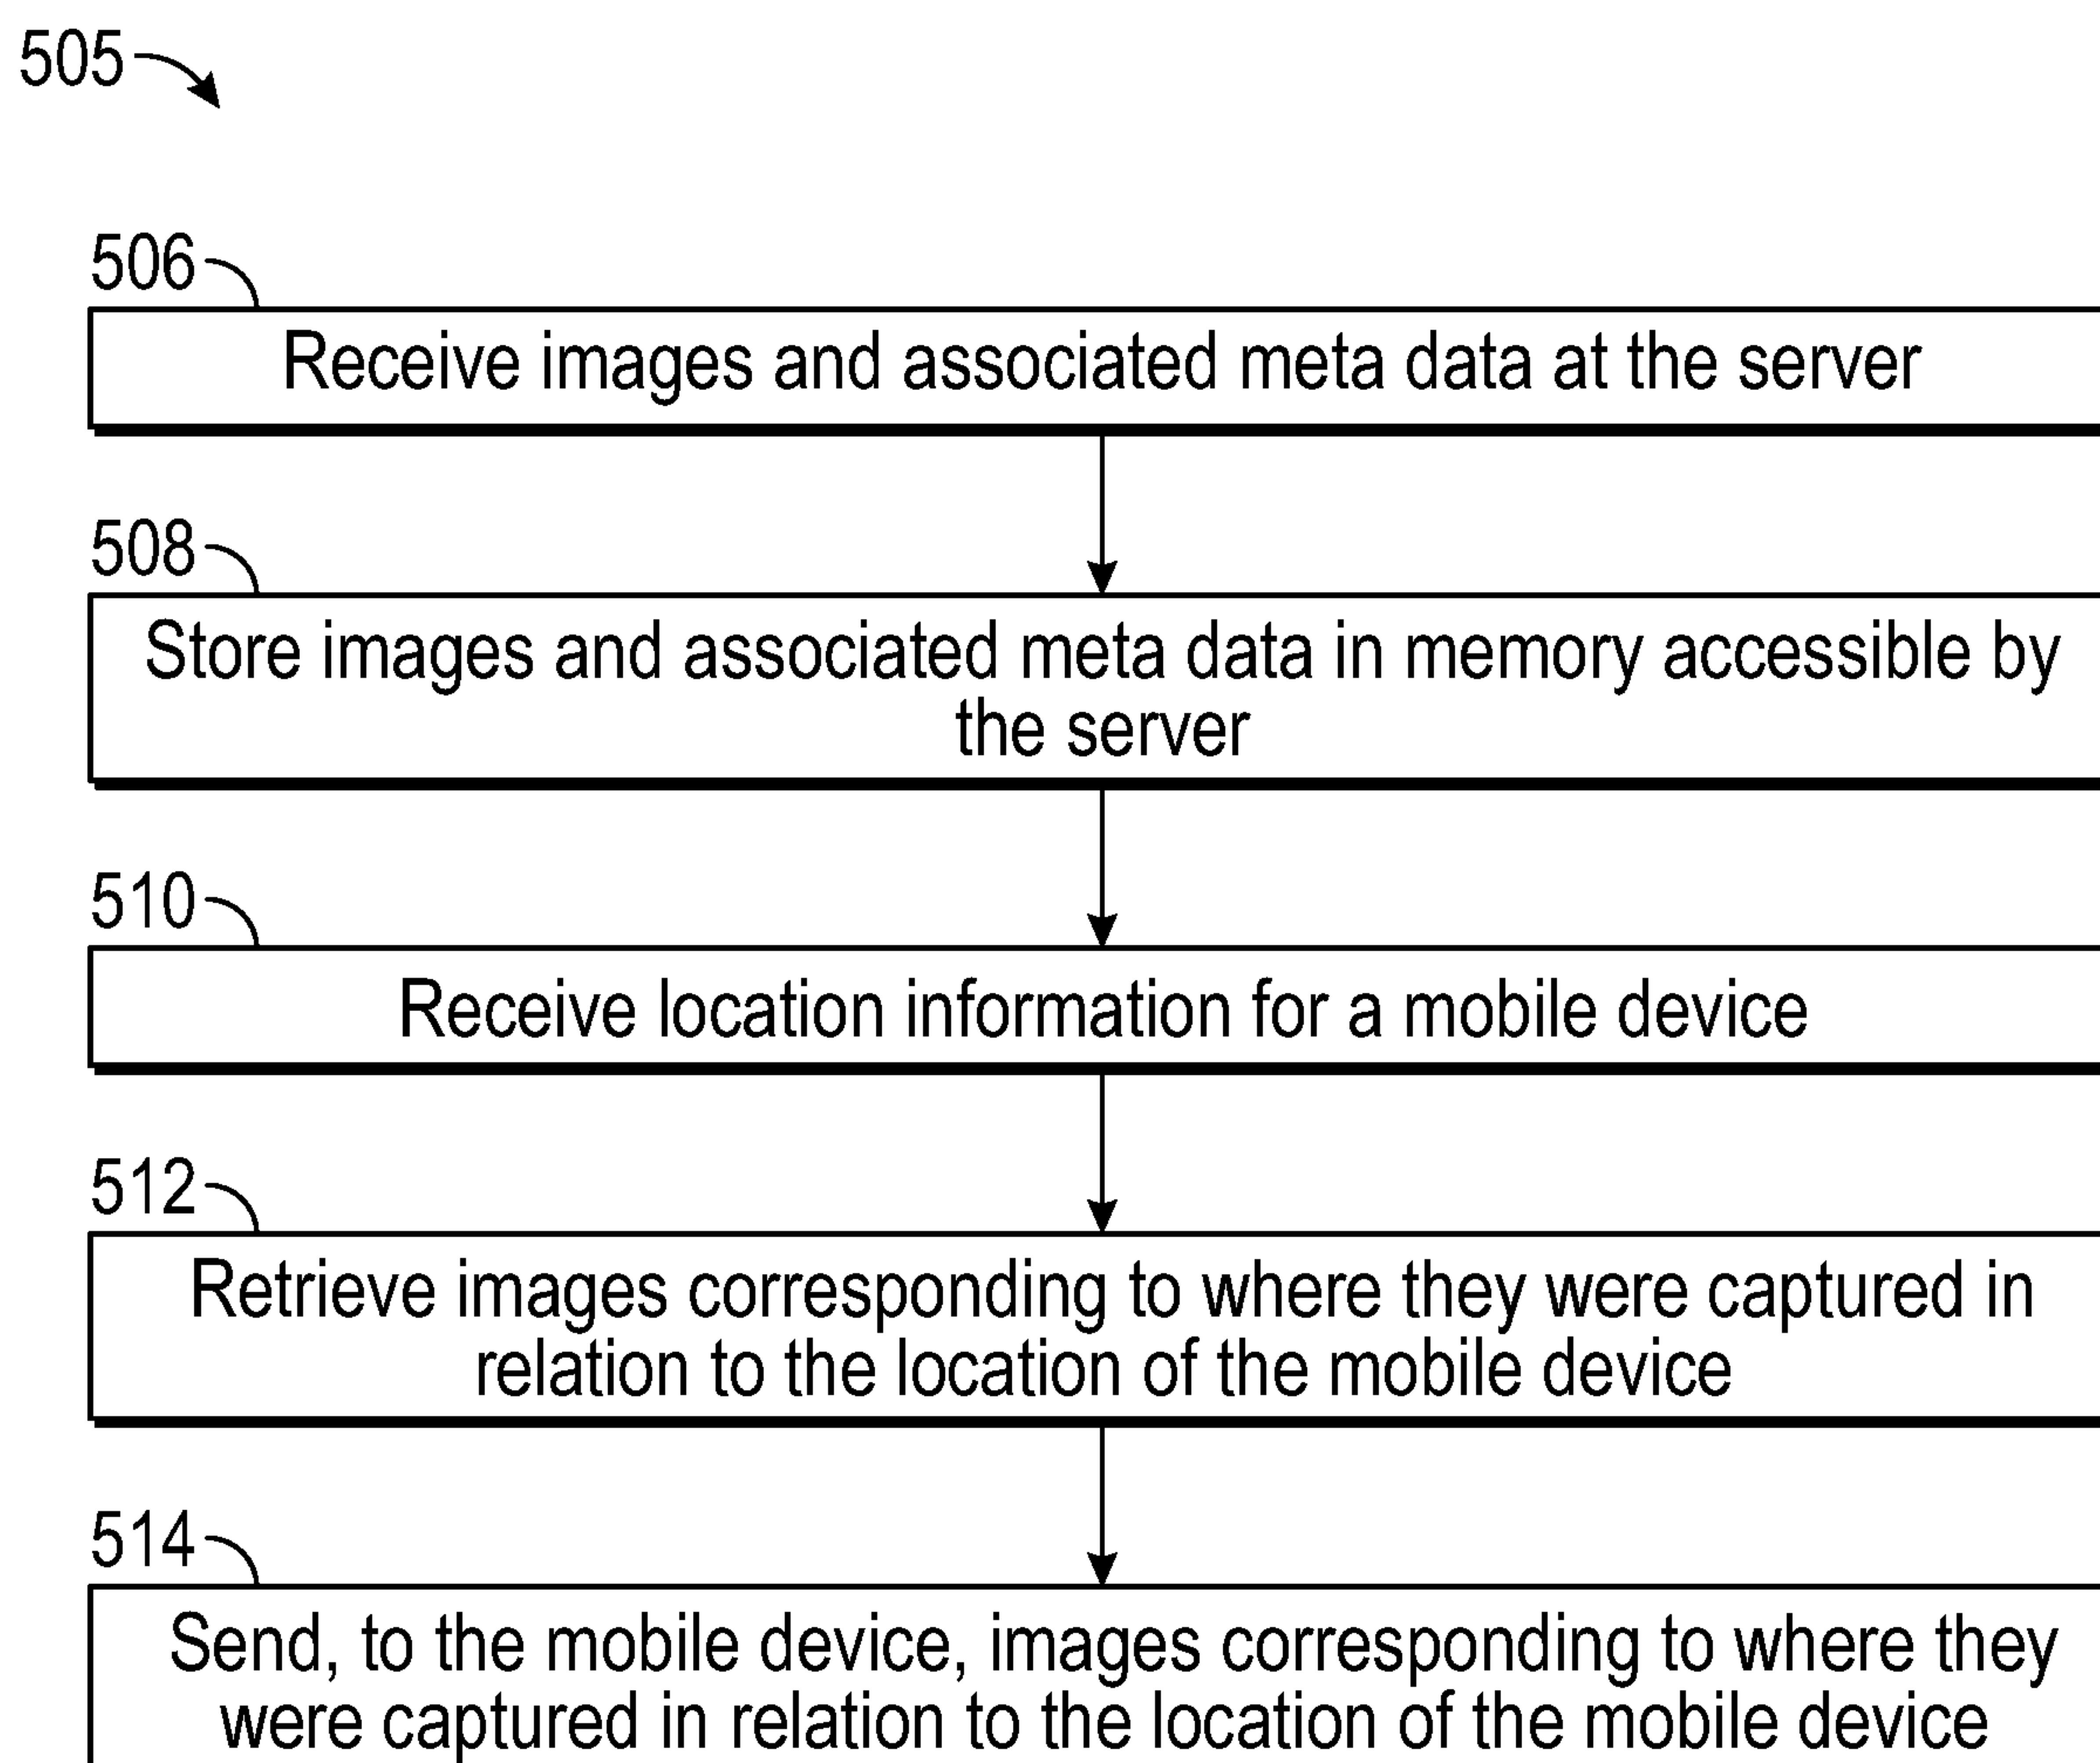 505
506
Receive images and associated meta data at the server
508
Store images and associated meta data in memory accessible by
the server
510
Receive location information for a mobile device
512
Retrieve images corresponding to where they were captured in
relation to the location of the mobile device
514
Send, to the mobile device, images corresponding to where they
were captured in relation to the location of the mobile device